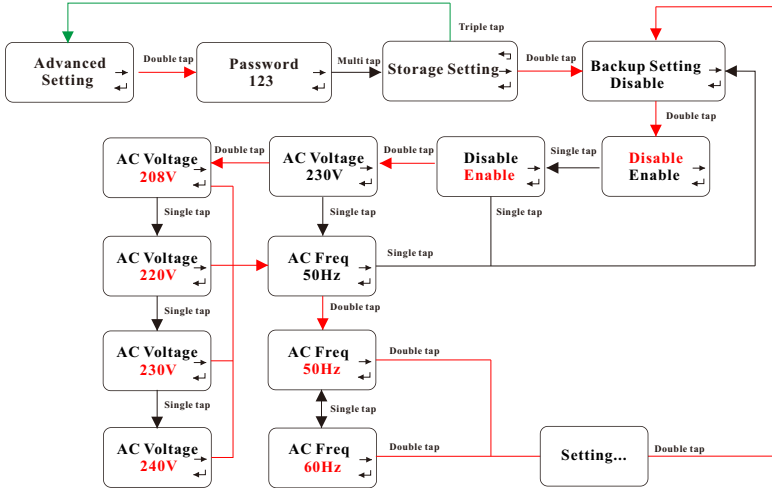 Triple tap
Advanced
Setting
Double tap
Password
123
Multi tap
Storage Setting
Double tap
Backup Setting
Disable
Double tap
AC Voltage
208V
Double tap
AC Voltage
230V
Double tap
Disable
Enable
Single tap
Disable
Enable
Single tap
Single tap
Single tap
AC Voltage
220V
AC Freq
50Hz
Single tap
Single tap
Double tap
AC Voltage
230V
AC Freq
50Hz
Double tap
Single tap
Single tap
AC Voltage
240V
AC Freq
60Hz
Double tap
Setting...
Double tap